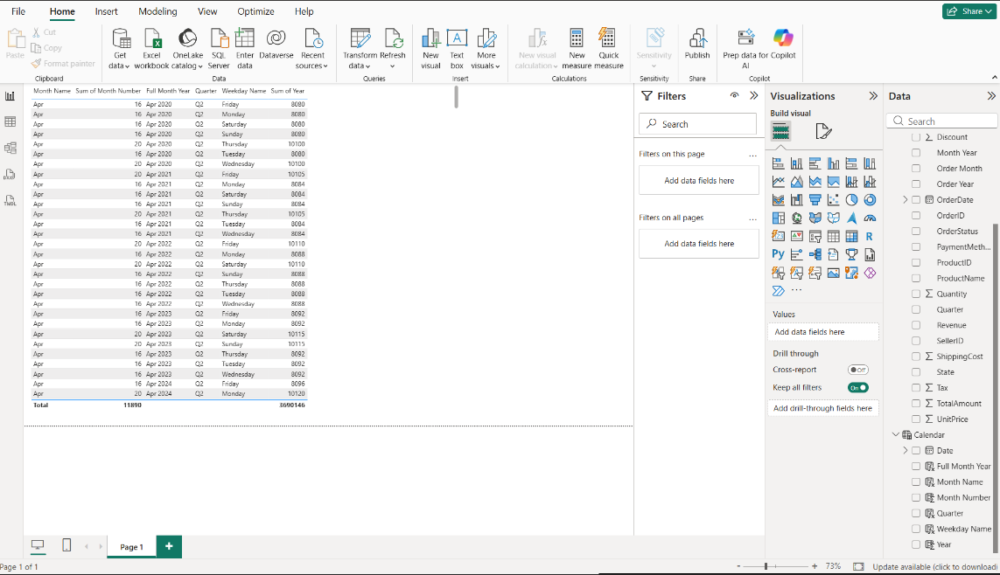 File Home Insert Modeling View Optimize Help Share
Paste Cut
Copy
Format painter
Get data Excel workbook OneLake catalog SQL Server Enter data Dataverse Recent sources Transform data Refresh New visual Text box More visuals New visual calculation New measure Quick measure Sensitivity Publish Prep data for AI Copilot
Clipboard Data Queries Insert Calculations Sensitivity Share Copilot
Month Name Sum of Month Number Full Month Year Quarter Weekday Name Sum of Year
Apr 16 Apr 2020 Q2 Friday 8080
Apr 16 Apr 2020 Q2 Monday 8080
Apr 16 Apr 2020 Q2 Saturday 8080
Apr 16 Apr 2020 Q2 Sunday 8080
Apr 20 Apr 2020 Q2 Thursday 10100
Apr 16 Apr 2020 Q2 Tuesday 8080
Apr 20 Apr 2020 Q2 Wednesday 10100
Apr 20 Apr 2021 Q2 Friday 10105
Apr 16 Apr 2021 Q2 Monday 8084
Apr 16 Apr 2021 Q2 Saturday 8084
Apr 16 Apr 2021 Q2 Sunday 8084
Apr 20 Apr 2021 Q2 Thursday 10105
Apr 16 Apr 2021 Q2 Tuesday 8084
Apr 16 Apr 2021 Q2 Wednesday 8084
Apr 20 Apr 2022 Q2 Friday 10110
Apr 16 Apr 2022 Q2 Monday 8088
Apr 20 Apr 2022 Q2 Saturday 10110
Apr 16 Apr 2022 Q2 Sunday 8088
Apr 16 Apr 2022 Q2 Thursday 8088
Apr 16 Apr 2022 Q2 Tuesday 8088
Apr 16 Apr 2022 Q2 Wednesday 8088
Apr 16 Apr 2023 Q2 Friday 8092
Apr 16 Apr 2023 Q2 Monday 8092
Apr 20 Apr 2023 Q2 Saturday 10115
Apr 20 Apr 2023 Q2 Sunday 10115
Apr 16 Apr 2023 Q2 Thursday 8092
Apr 16 Apr 2023 Q2 Tuesday 8092
Apr 16 Apr 2023 Q2 Wednesday 8092
Apr 16 Apr 2024 Q2 Friday 8096
Apr 20 Apr 2024 Q2 Monday 10120
Total 11890 3690146
Filters
Search
Filters on this page ...
Add data fields here
Filters on all pages ...
Add data fields here
Visualizations
Build visual
R
Py
...
Values
Add data fields here
Drill through
Cross-report Off
Keep all filters On
Add drill-through fields here
Data
Search
Σ Discount
Month Year
Order Month
Order Year
OrderDate
OrderID
OrderStatus
PaymentMeth...
ProductID
ProductName
Σ Quantity
Quarter
Revenue
SellerID
Σ ShippingCost
State
Σ Tax
Σ TotalAmount
Σ UnitPrice
Calendar
Date
Full Month Year
Month Name
Month Number
Quarter
Weekday Name
Year
Page 1 +
Page 1 of 1 - + 73% Update available (click to download)